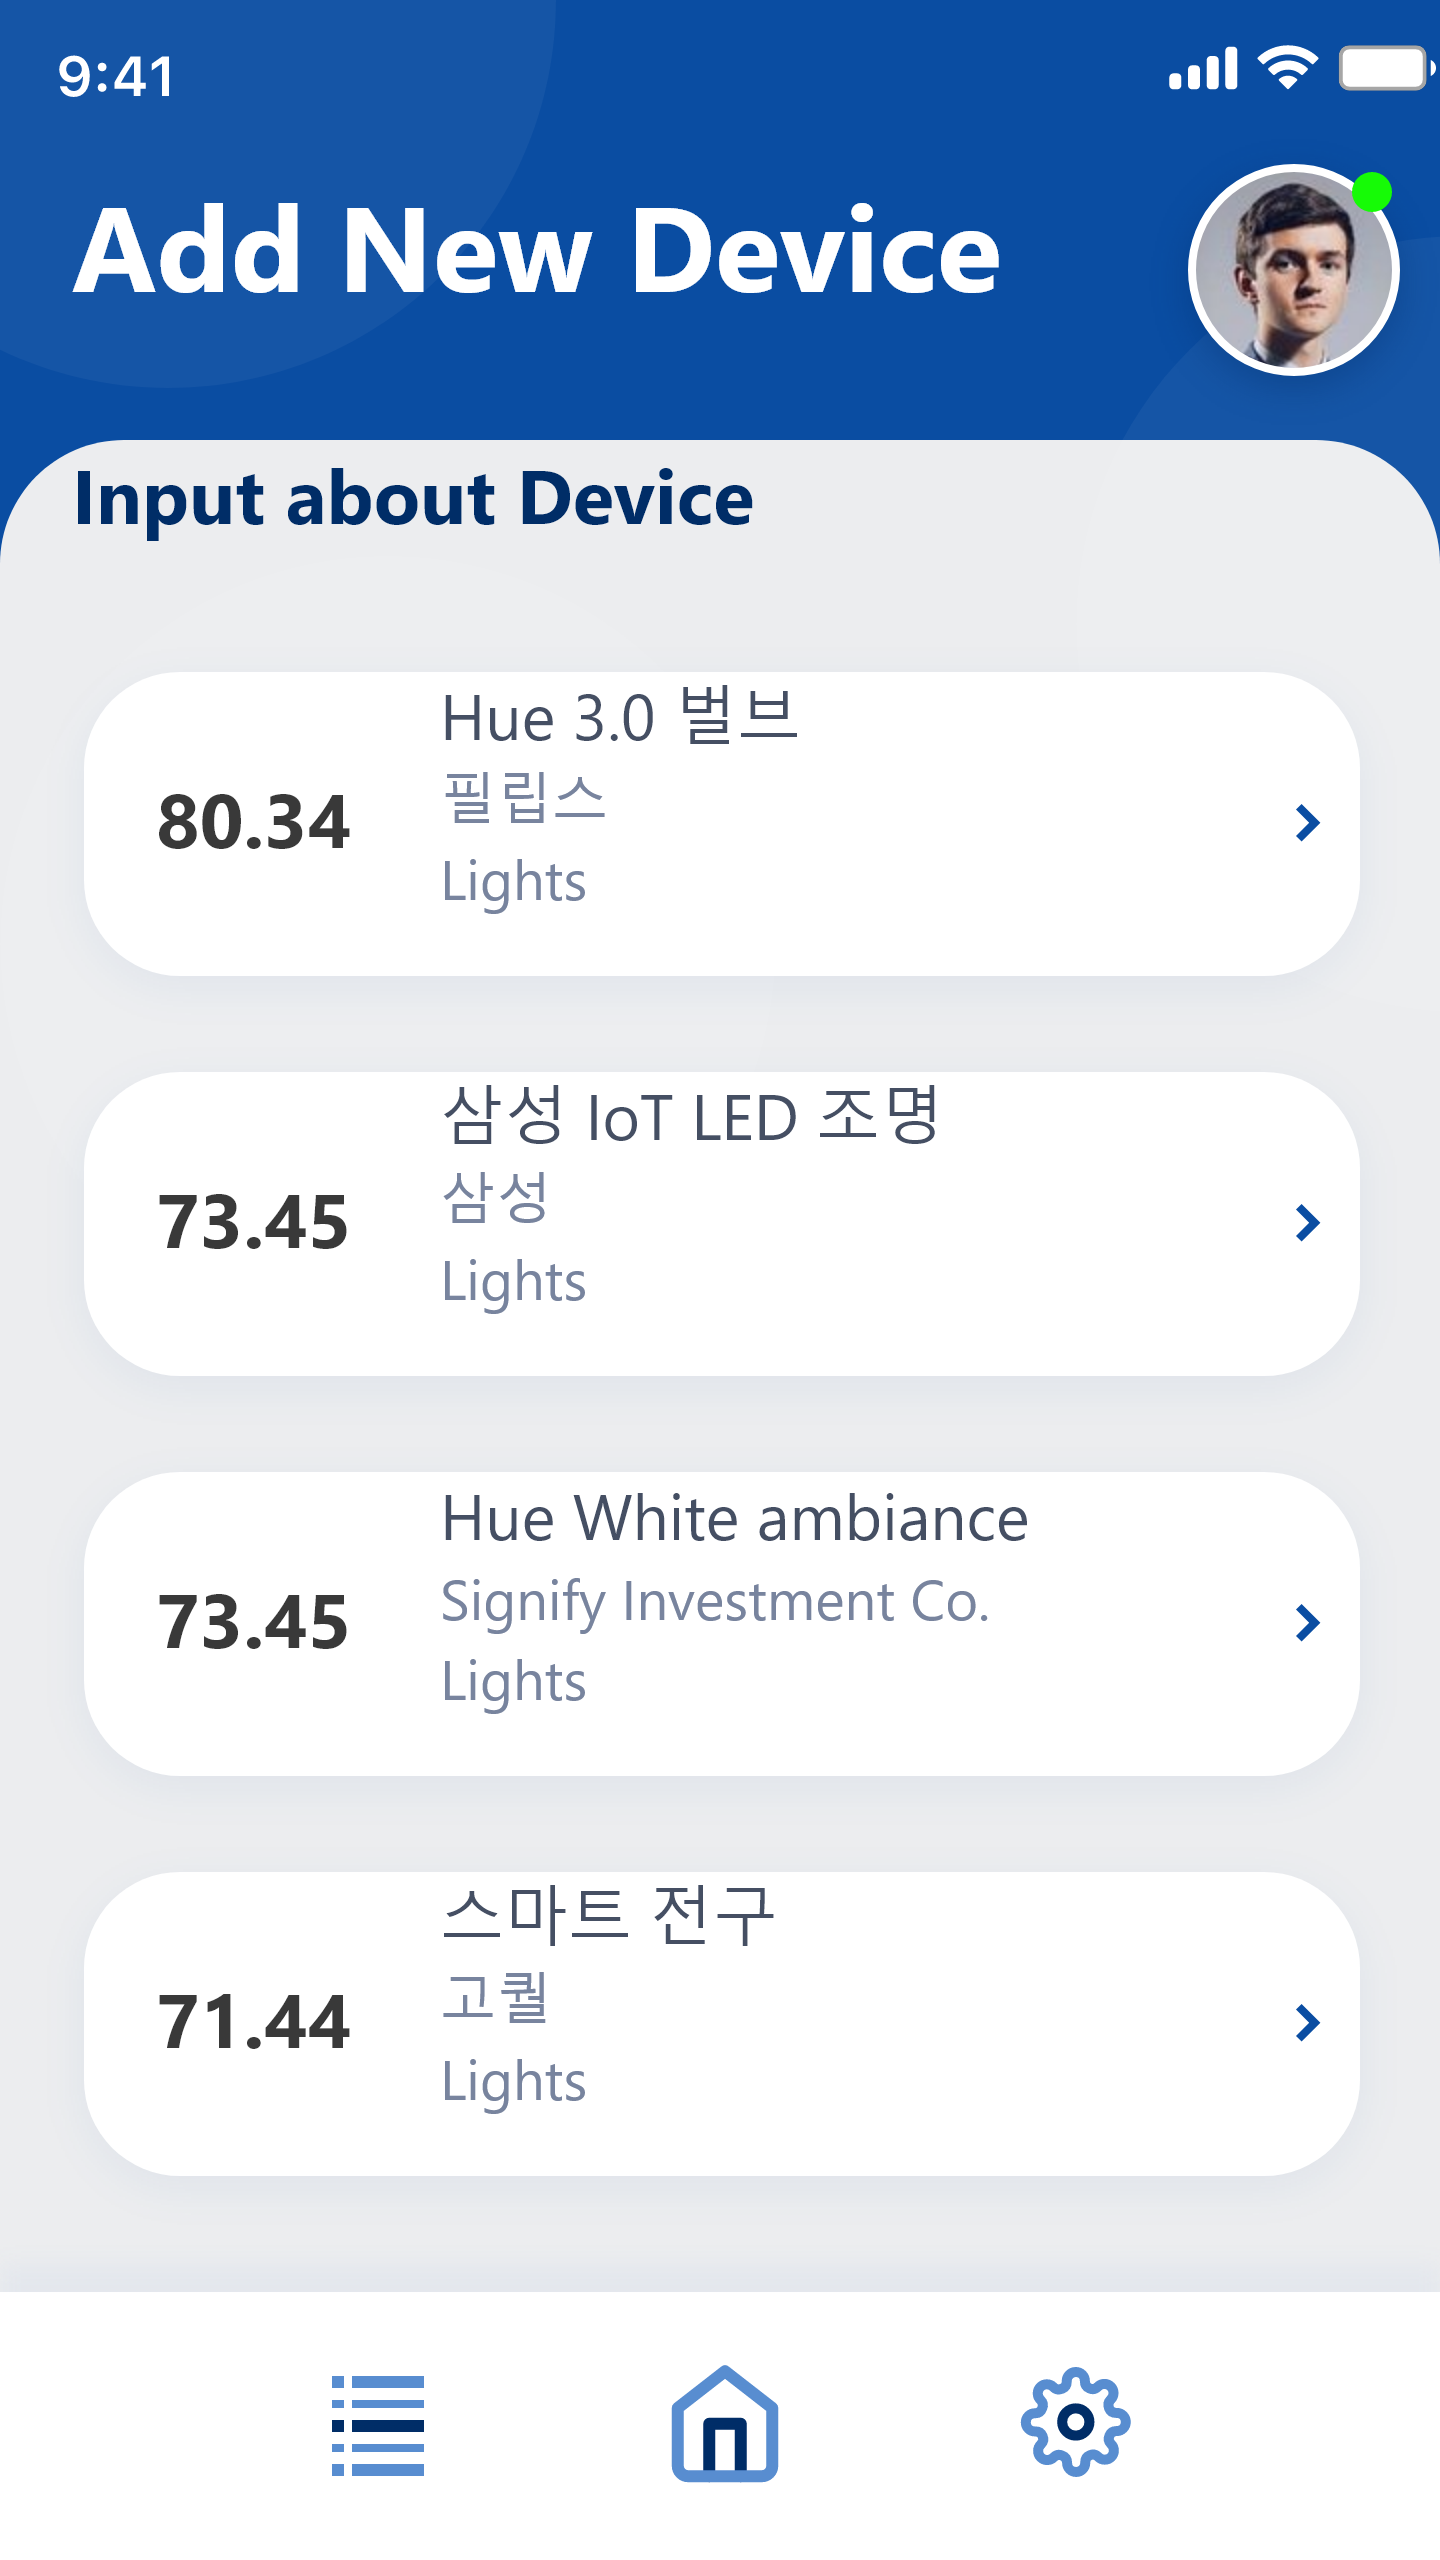 9:41
Add New Device
Input about Device
Hue 3.0 벌브
80.34
필립스
Lights
삼성 IoT LED 조명
73.45
삼성
Lights
Hue White ambiance
73.45
Signify Investment Co.
Lights
스마트 전구
71.44
고퀄
Lights